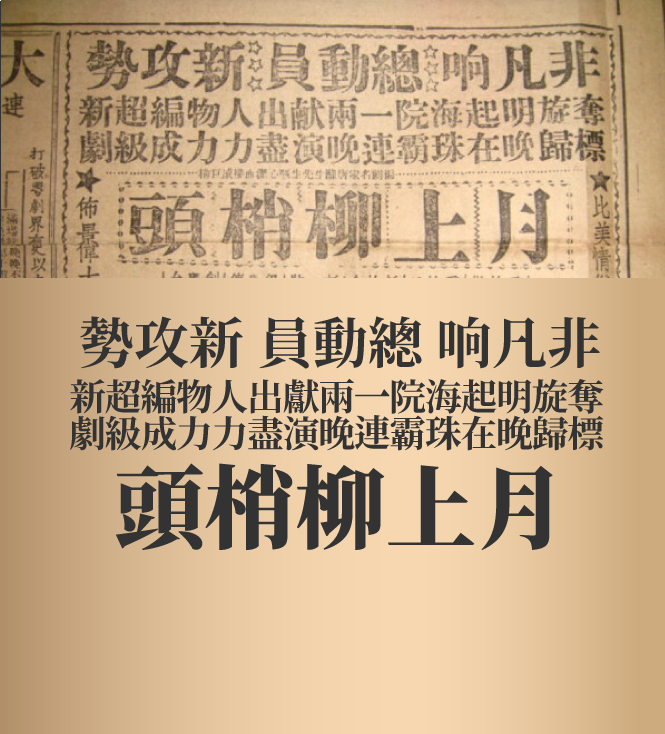 非凡响 總動員 新攻勢
奪旋明起海院一兩獻出人物編超新
標歸晚在珠霸連晚演盡力力成級劇
月上柳梢頭
比美情
佈景偉
大
連
打破粵劇界更以
非凡响 總動員 新攻勢
奪旋明起海院一兩獻出人物編超新
標歸晚在珠霸連晚演盡力力成級劇
月上柳梢頭